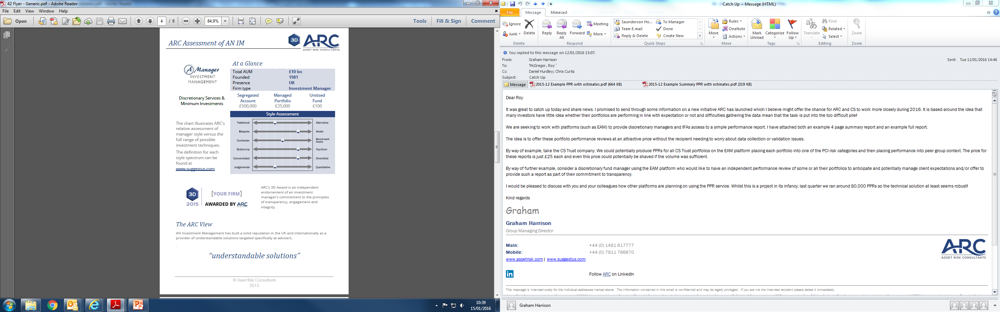 42 Flyer - Generic.pdf - Adobe Reader
File Edit View Window Help
Open 4 / 8 84.9% Tools Fill & Sign Comment
ARC Assessment of AN IM
3D ARC
ASSET RISK CONSULTANTS
A Manager
INVESTMENT
MANAGEMENT
At a Glance
Total AUM £10 bn
Founded 1981
Presence UK
Firm type Investment Manager
Discretionary Services &
Minimum Investments
Segregated Account £500,000
Managed Portfolio £25,000
Unitised Fund £100
Style Assessment
Traditional Alternative
Bespoke Model
Contrarian Benchmark Aware
Bottom-Up Top-Down
Concentrated Diversified
Judgemental Quantitative
The chart illustrates ARC's
relative assessment of
manager style versus the
full range of possible
investment techniques.
The definition for each
style spectrum can be
found at
www.suggestus.com
3D
2015
[YOUR FIRM]
AWARDED BY ARC
ARC's 3D Award is an independent
endorsement of an investment
manager's commitment to the principles
of transparency, engagement and
integrity.
The ARC View
AN Investment Management has built a solid reputation in the UK and internationally as a
provider of understandable solutions targeted specifically at advisers.
.
“understandable solutions”
© Asset Risk Consultants
2015
10:39
15/01/2016
Catch Up - Message (HTML)
File Message Mimecast
Ignore
Junk
Delete
Delete
Reply
Reply All
Forward
Meeting
More
Respond
Saunderson Ho...
Team E-mail
Reply & Delete
To Manager
Done
Create New
Quick Steps
Move
Rules
OneNote
Actions
Move
Mark Unread
Categorize
Follow Up
Tags
Translate
Find
Related
Select
Editing
Zoom
Zoom
You replied to this message on 12/01/2016 15:07.
From: Graham Harrison
Sent: Tue 12/01/2016 14:46
To: 'McGregor, Roy '
Cc: Daniel Hurdley; Chris Curtis
Subject: Catch Up
Message 2015-12 Example PPR with estimates.pdf (664 KB) 2015-12 Example Summary PPR with estimates.pdf (319 KB)
Dear Roy
It was great to catch up today and share news. I promised to send through some information on a new initiative ARC has launched which I believe might offer the chance for ARC and CS to work more closely during 2016. It is based around the idea that
many investors have little idea whether their portfolios are performing in line with expectation or not and difficulties gathering the data mean that the task is put into the too difficult pile!
We are seeking to work with platforms (such as EAM) to provide discretionary managers and IFAs access to a simple performance report. I have attached both an example 4 page summary report and an example full report.
The idea is to offer these portfolio performance reviews at an attractive price without the recipient needing to worry about data collection or validation issues.
By way of example, take the CS Trust company. We could potentially produce PPRs for all CS Trust portfolios on the EAM platform placing each portfolio into one of the PCI risk categories and then placing performance into peer group context. The price for
these reports is just £25 each and even this price could potentially be shaved if the volume was sufficient.
By way of further example, consider a discretionary fund manager using the EAM platform who would like to have an independent performance review of some or all their portfolios to anticipate and potentially manage client expectations and/or offer to
provide such a report as part of their commitment to transparency.
I would be pleased to discuss with you and your colleagues how other platforms are planning on using the PPR service. Whilst this is a project in its infancy, last quarter we ran around 80,000 PPRs so the technical solution at least seems robust!
Kind regards
Graham
Graham Harrison
Group Managing Director
Main: +44 (0) 1481 817777
Mobile: +44 (0) 7911 766670
www.assetrisk.com | www.suggestus.com
ARC
ASSET RISK CONSULTANTS
in Follow ARC on LinkedIn
This message is intended solely for the individual addressee named above. The information contained in this email is confidential and may be legally privileged. If you are not the intended recipient please delete it immediately.
Graham Harrison